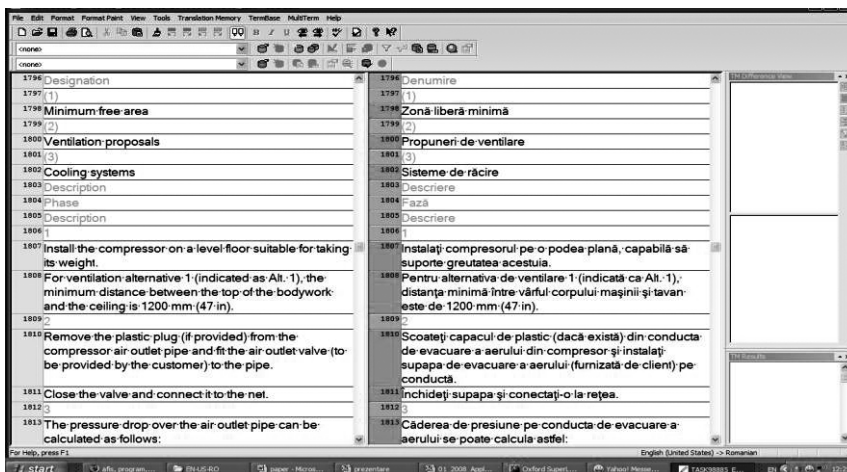 File Edit Format Format Paint View Tools Translation Memory TermBase MultiTerm Help
B I U
<none>
<none>
1796 Designation
1797 (1)
1798 Minimum free area
1799 (2)
1800 Ventilation proposals
1801 (3)
1802 Cooling systems
1803 Description
1804 Phase
1805 Description
1806 1
1807 Install the compressor on a level floor suitable for taking
its weight.
1808 For ventilation alternative 1 (indicated as Alt. 1), the
minimum distance between the top of the bodywork
and the ceiling is 1200 mm (47 in).
1809 2
1810 Remove the plastic plug (if provided) from the
compressor air outlet pipe and fit the air outlet valve (to
be provided by the customer) to the pipe.
1811 Close the valve and connect it to the net.
1812 3
1813 The pressure drop over the air outlet pipe can be
calculated as follows:
1796 Denumire
1797 (1)
1798 Zonă liberă minimă
1799 (2)
1800 Propuneri de ventilare
1801 (3)
1802 Sisteme de răcire
1803 Descriere
1804 Fază
1805 Descriere
1806 1
1807 Instalaţi compresorul pe o podea plană, capabilă să
suporte greutatea acestuia.
1808 Pentru alternativa de ventilare 1 (indicată ca Alt. 1),
distanţa minimă între vârful corpului maşinii şi tavan
este de 1200 mm (47 in).
1809 2
1810 Scoateţi capacul de plastic (dacă există) din conducta
de evacuare a aerului din compresor şi instalaţi
supapa de evacuare a aerului (furnizată de client) pe
conductă.
1811 Închideţi supapa şi conectaţi-o la reţea.
1812 3
1813 Căderea de presiune pe conducta de evacuare a
aerului se poate calcula astfel:
TM Difference View
TM Results
For Help, press F1
English (United States) -> Romanian
start
afis, program....
EN-US-RO
paper - Micros...
prezentare
01 2008 Appl...
Oxford Superl...
Yahoo! Messe...
EN